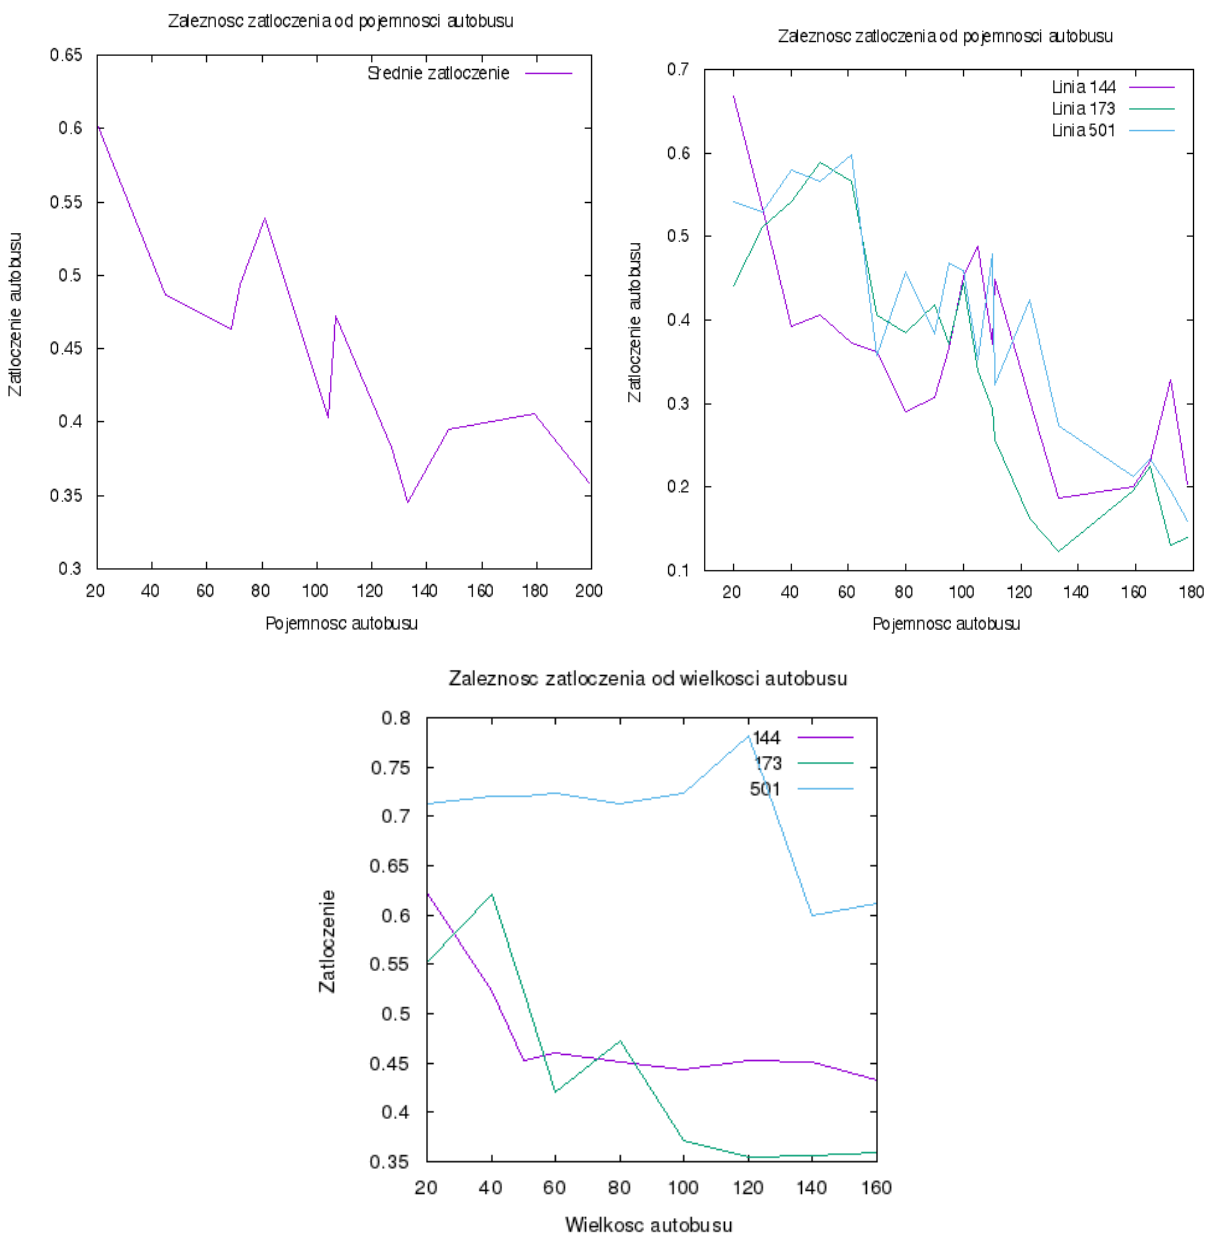 Zaleznosc zatloczenia od pojemnosci autobusu
0.65
0.6
0.55
0.5
0.45
0.4
0.35
0.3
Srednie zatloczenie
Zatloczenie autobusu
20 40 60 80 100 120 140 160 180 200
Pojemnosc autobusu
Zaleznosc zatloczenia od pojemnosci autobusu
0.7
0.6
0.5
0.4
0.3
0.2
0.1
Linia 144
Linia 173
Linia 501
Zatloczenie autobusu
20 40 60 80 100 120 140 160 180
Pojemnosc autobusu
Zaleznosc zatloczenia od wielkosci autobusu
0.8
0.75
0.7
0.65
0.6
0.55
0.5
0.45
0.4
0.35
144
173
501
Zatloczenie
20 40 60 80 100 120 140 160
Wielkosc autobusu